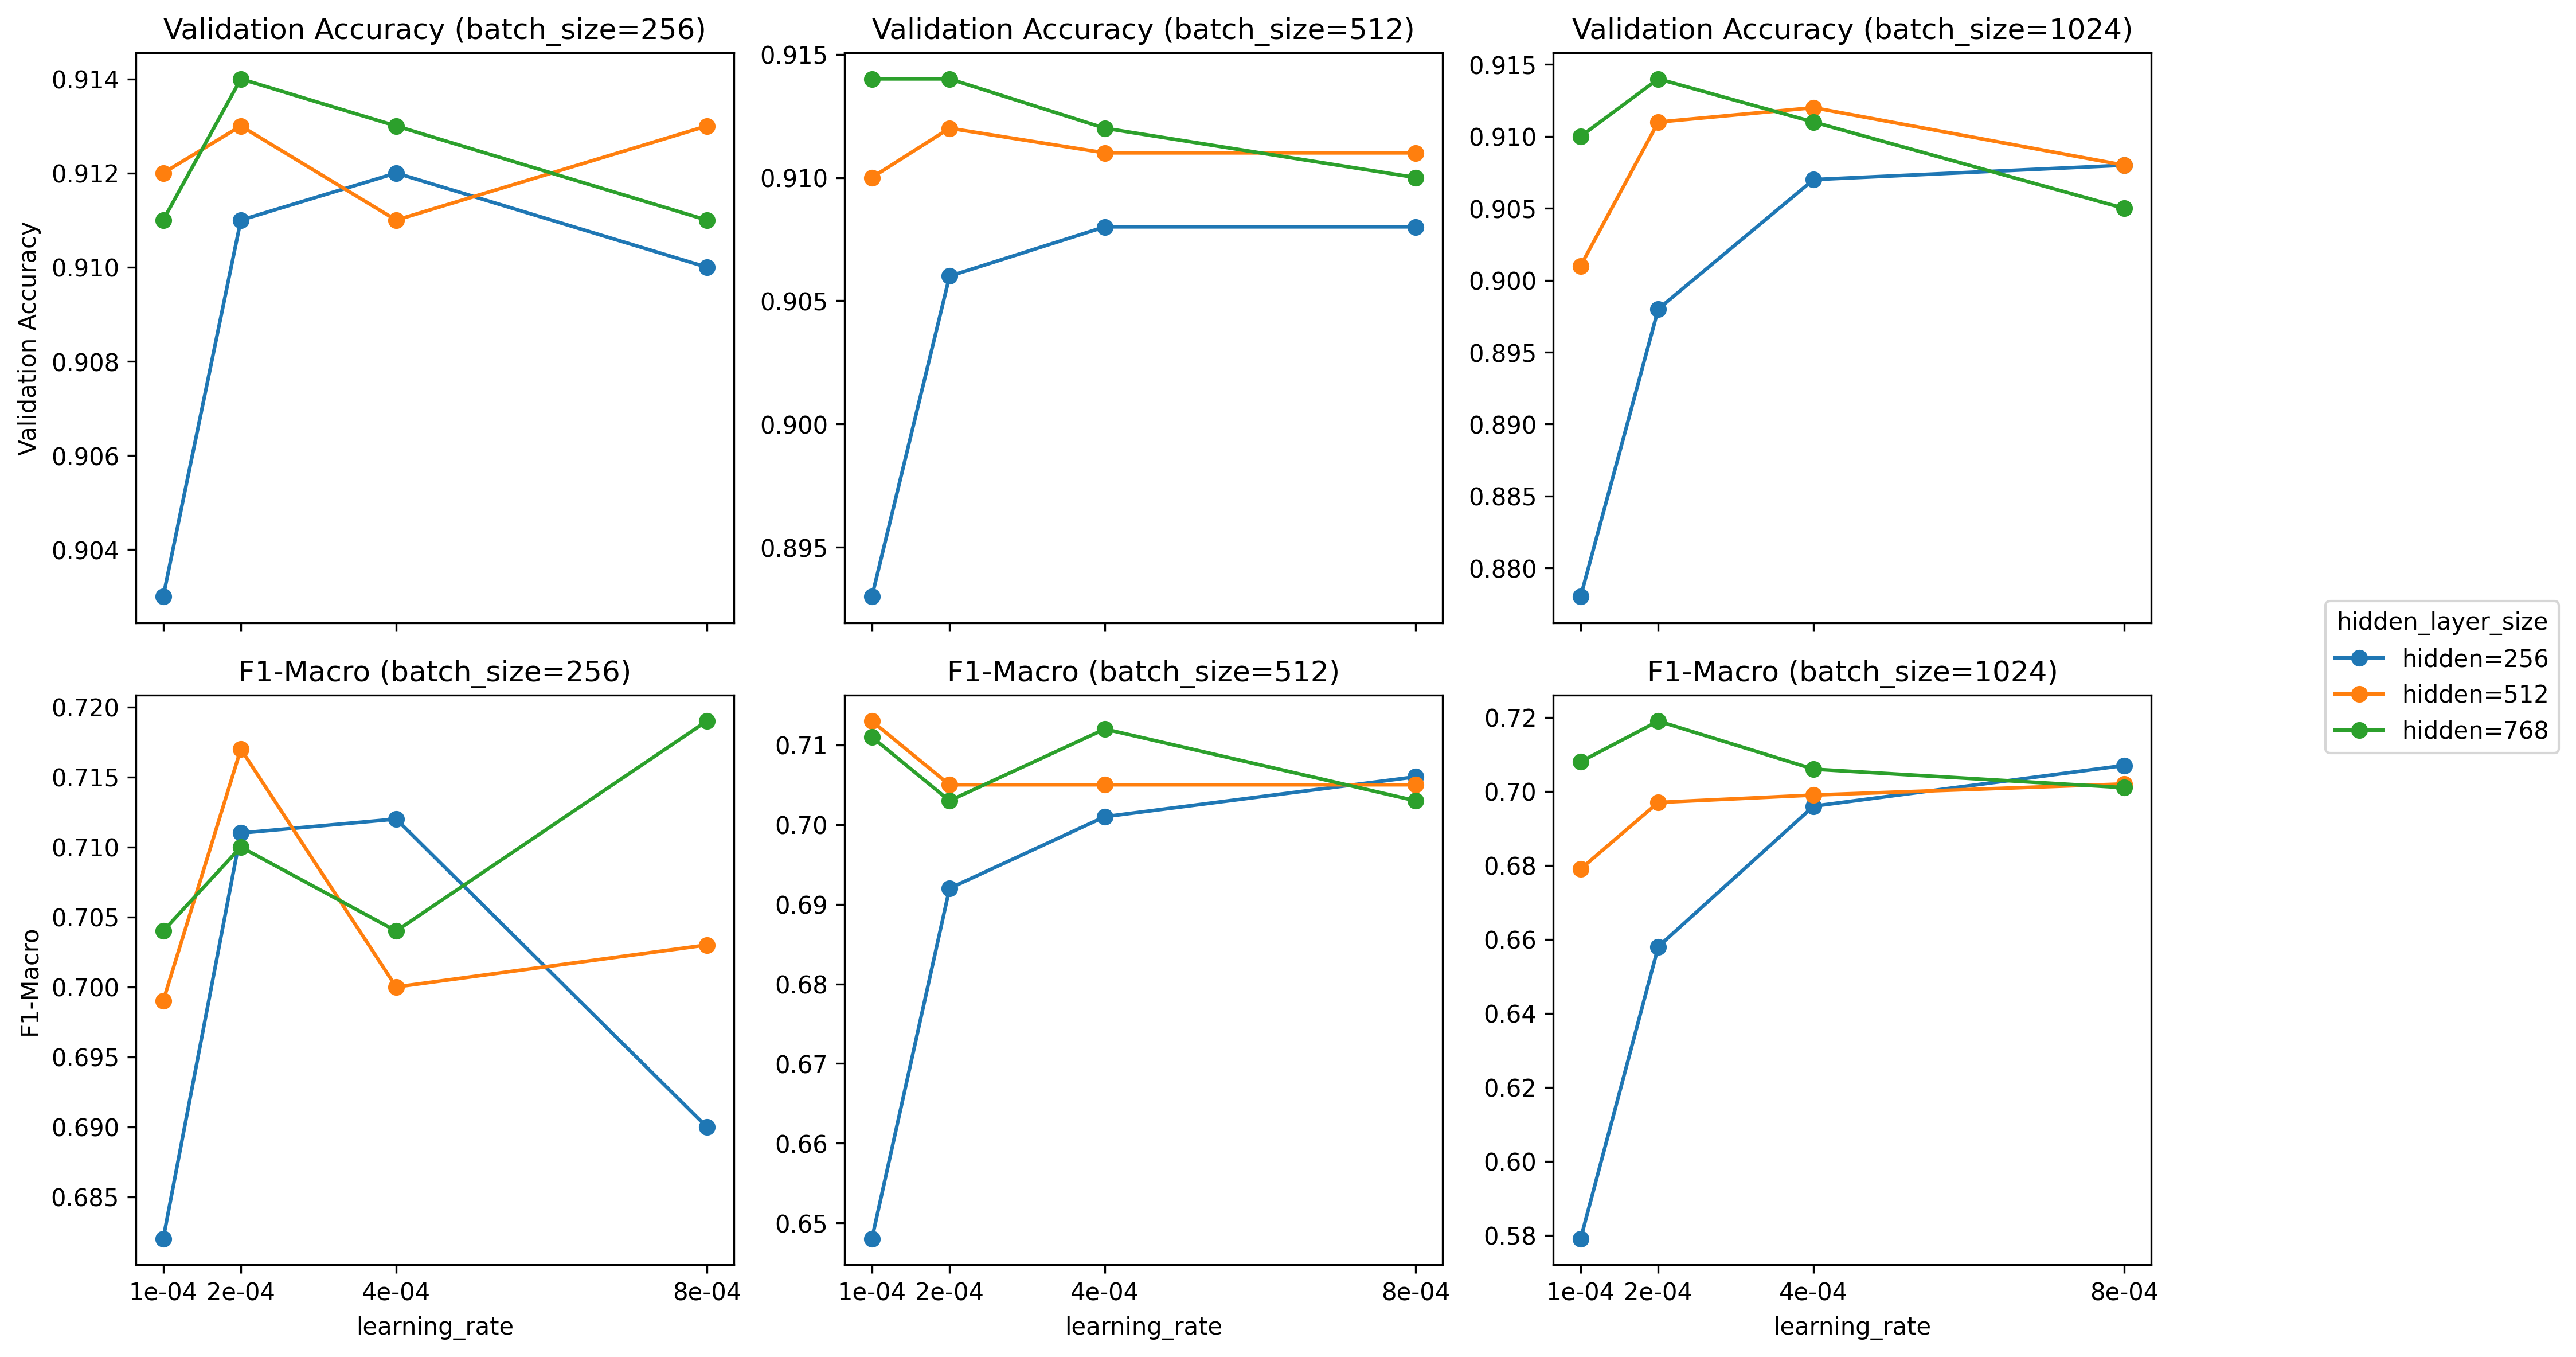 Validation Accuracy (batch_size=256)
Validation Accuracy
0.914
0.912
0.910
0.908
0.906
0.904
Validation Accuracy (batch_size=512)
0.915
0.910
0.905
0.900
0.895
Validation Accuracy (batch_size=1024)
0.915
0.910
0.905
0.900
0.895
0.890
0.885
0.880
F1-Macro (batch_size=256)
F1-Macro
0.720
0.715
0.710
0.705
0.700
0.695
0.690
0.685
1e-04 2e-04 4e-04 8e-04
learning_rate
F1-Macro (batch_size=512)
0.71
0.70
0.69
0.68
0.67
0.66
0.65
1e-04 2e-04 4e-04 8e-04
learning_rate
F1-Macro (batch_size=1024)
0.72
0.70
0.68
0.66
0.64
0.62
0.60
0.58
1e-04 2e-04 4e-04 8e-04
learning_rate
hidden_layer_size
hidden=256
hidden=512
hidden=768